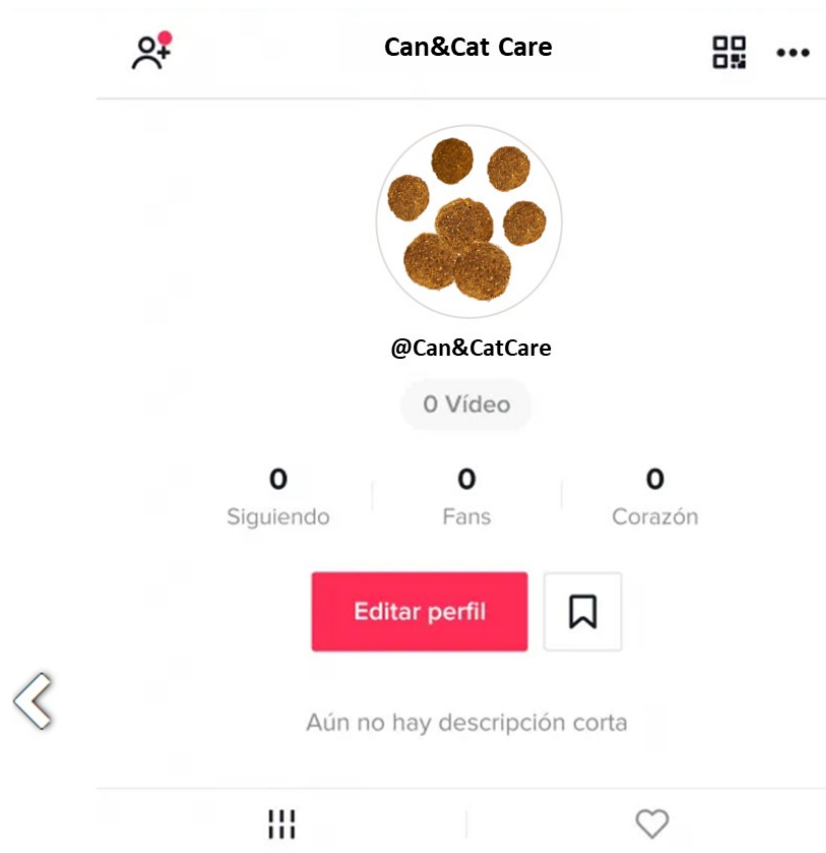 Can&Cat Care
@Can&CatCare
0 Vídeo
0 0 0
Siguiendo Fans Corazón
Editar perfil
Aún no hay descripción corta